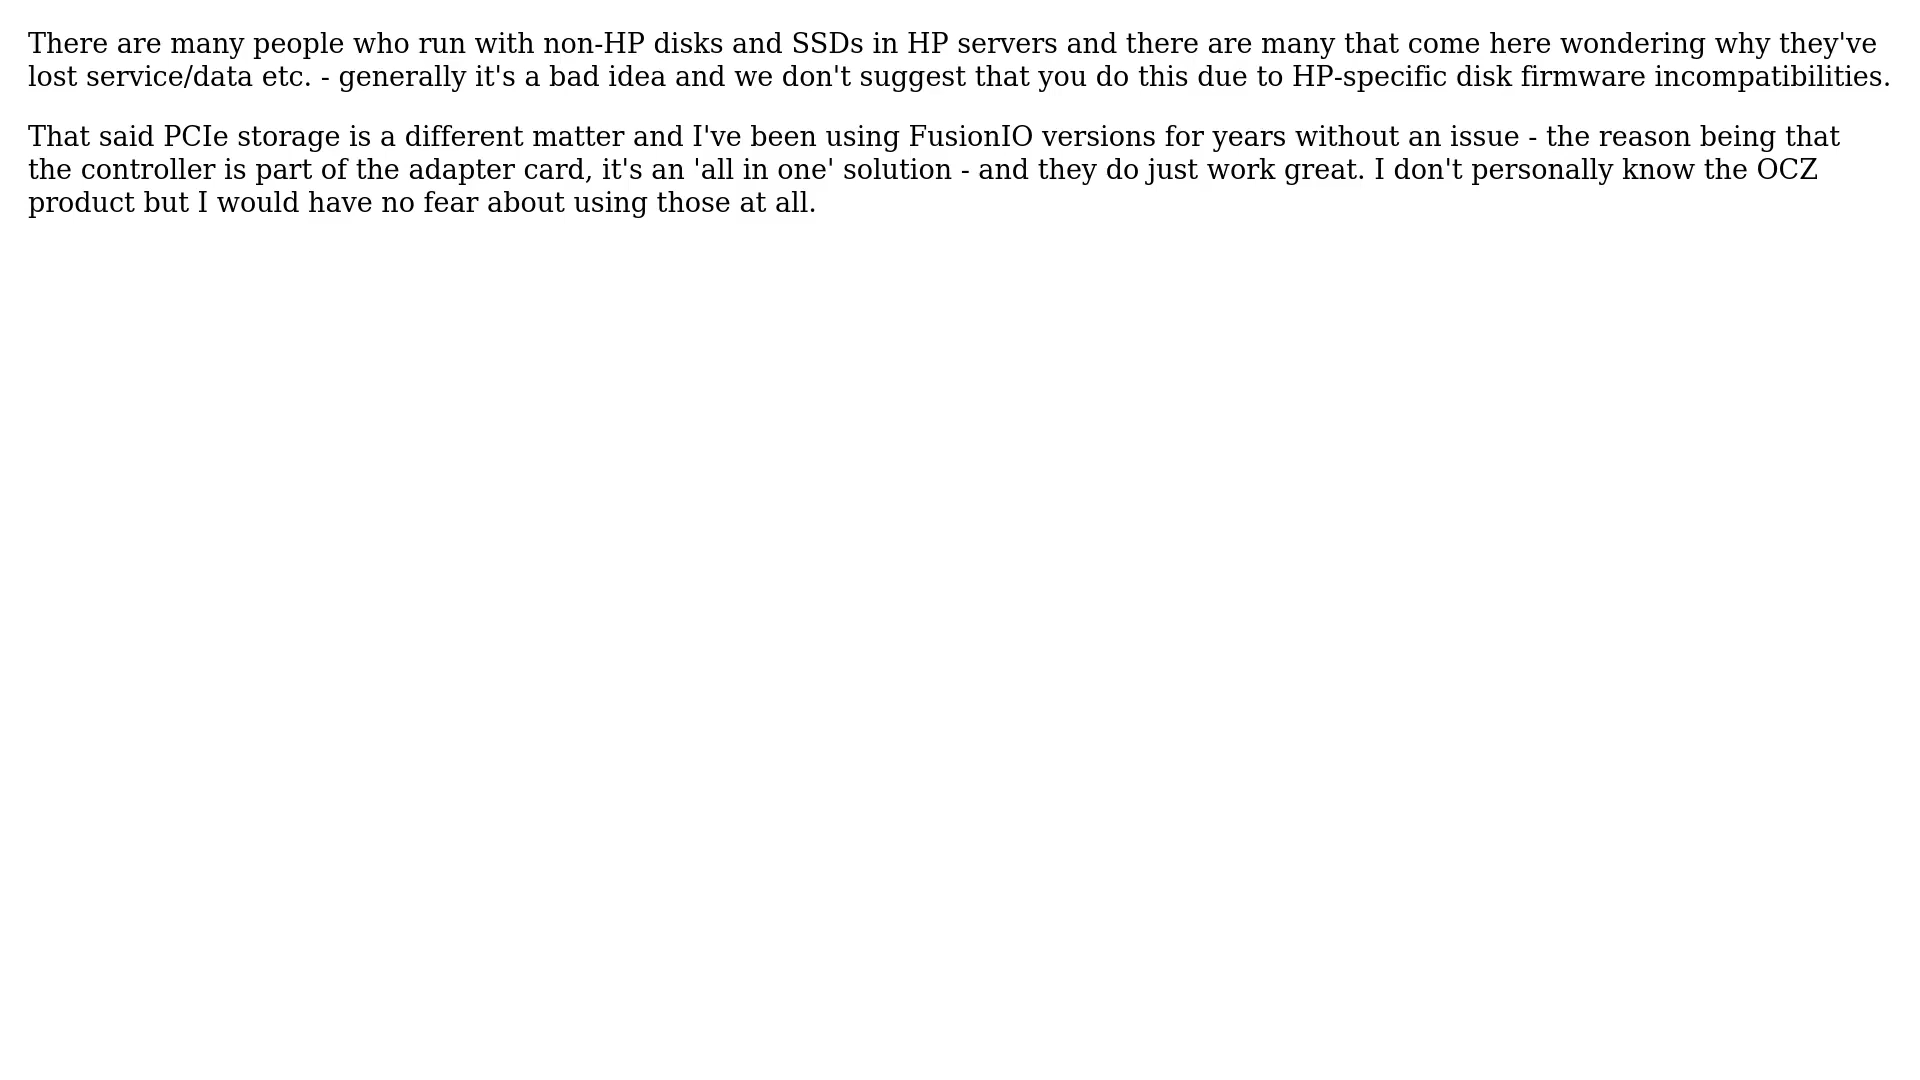 There are many people who run with non-HP disks and SSDs in HP servers and there are many that come here wondering why they've
lost service/data etc. - generally it's a bad idea and we don't suggest that you do this due to HP-specific disk firmware incompatibilities.
That said PCIe storage is a different matter and I've been using FusionIO versions for years without an issue - the reason being that
the controller is part of the adapter card, it's an 'all in one' solution - and they do just work great. I don't personally know the OCZ
product but I would have no fear about using those at all.